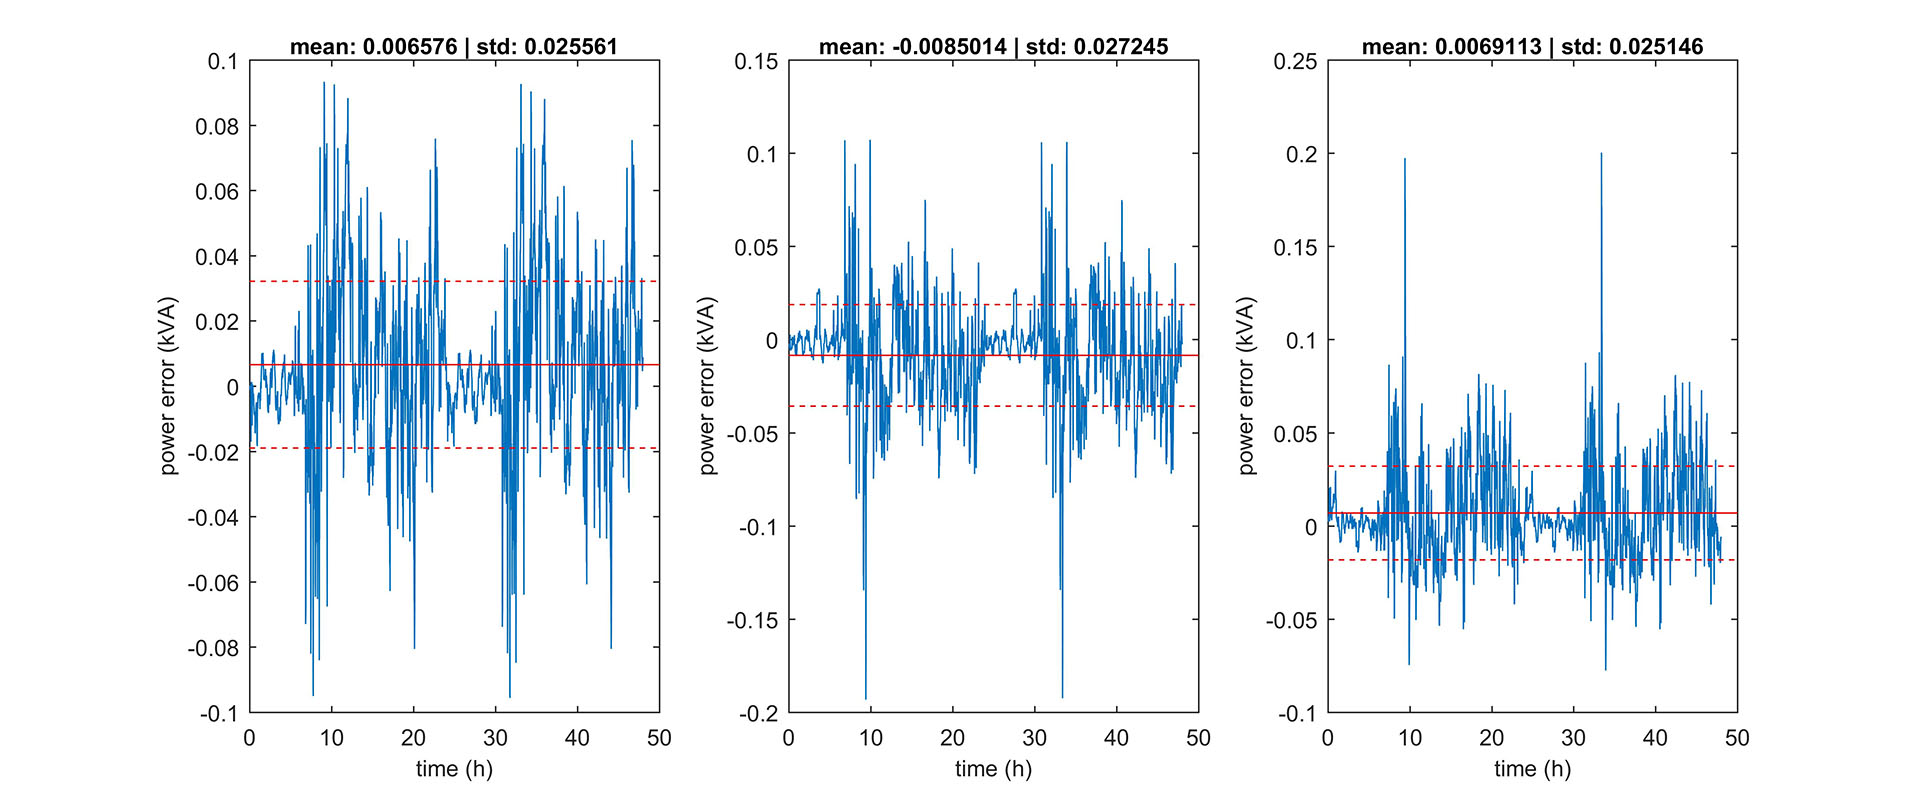 mean: 0.006576 | std: 0.025561
0.1
0.08
0.06
0.04
0.02
0
-0.02
-0.04
-0.06
-0.08
-0.1
power error (kVA)
0 10 20 30 40 50
time (h)
mean: -0.0085014 | std: 0.027245
0.15
0.1
0.05
0
-0.05
-0.1
-0.15
-0.2
power error (kVA)
0 10 20 30 40 50
time (h)
mean: 0.0069113 | std: 0.025146
0.25
0.2
0.15
0.1
0.05
0
-0.05
-0.1
power error (kVA)
0 10 20 30 40 50
time (h)